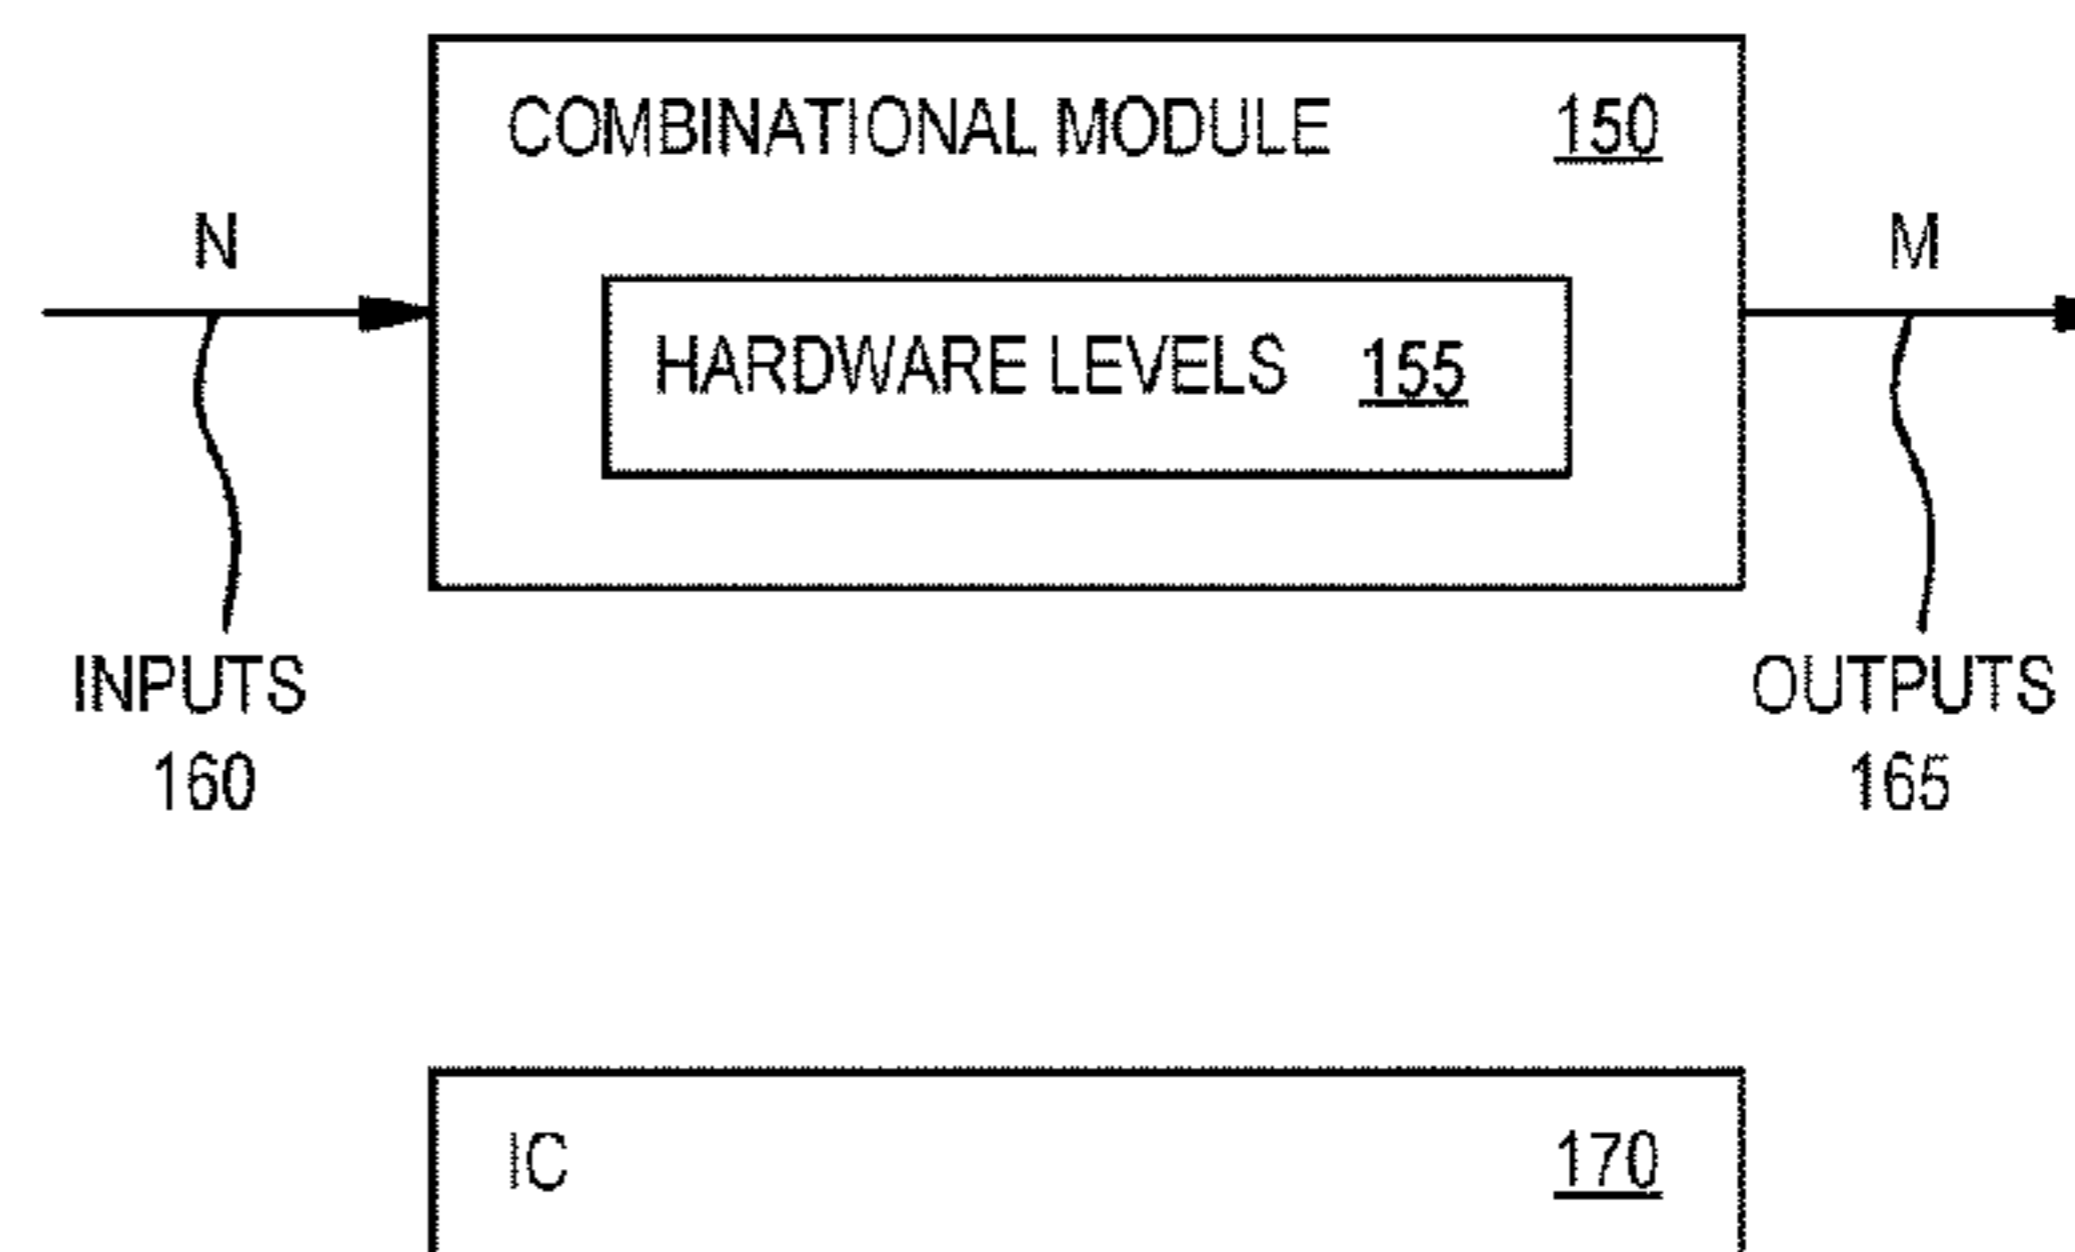 COMBINATIONAL MODULE 150
N
M
HARDWARE LEVELS 155
INPUTS
160
OUTPUTS
165
IC 170